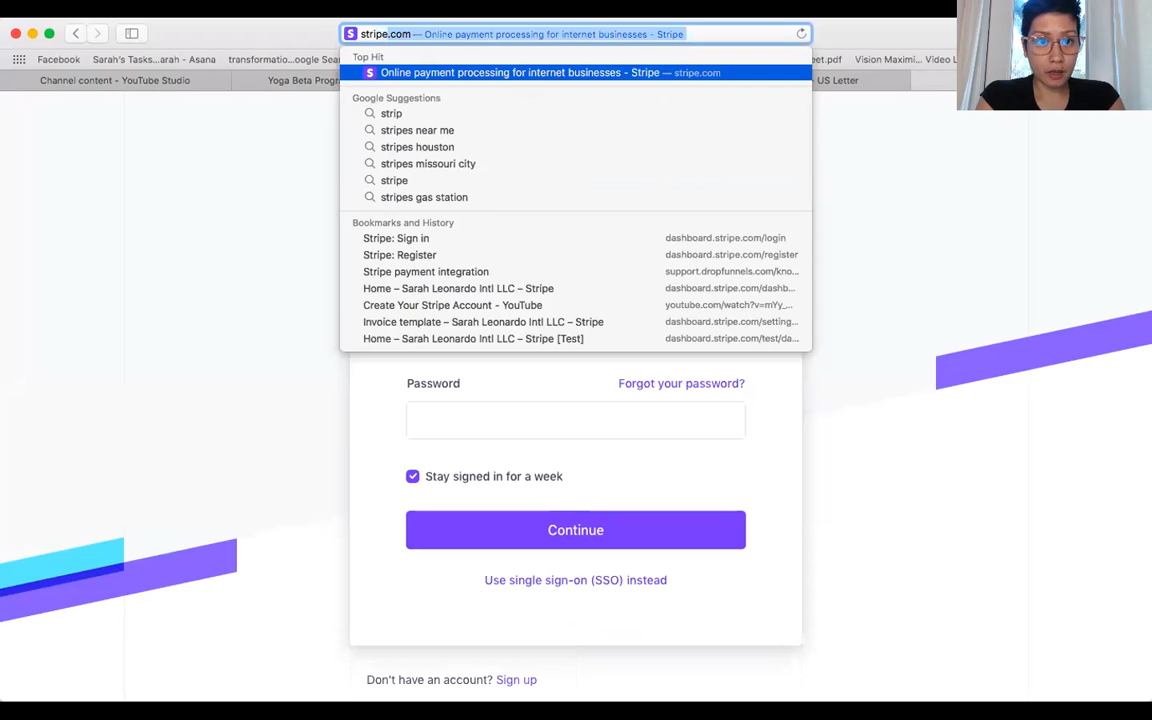 stripe.com — Online payment processing for internet businesses - Stripe
Facebook Sarah's Tasks...arah - Asana transformatio...oogle Sear eet.pdf Vision Maximi... Video L
Channel content - YouTube Studio Yoga Beta Progra - US Letter
Top Hit
Online payment processing for internet businesses - Stripe — stripe.com
Google Suggestions
strip
stripes near me
stripes houston
stripes missouri city
stripe
stripes gas station
Bookmarks and History
Stripe: Sign in dashboard.stripe.com/login
Stripe: Register dashboard.stripe.com/register
Stripe payment integration support.dropfunnels.com/kno...
Home – Sarah Leonardo Intl LLC – Stripe dashboard.stripe.com/dashb...
Create Your Stripe Account - YouTube youtube.com/watch?v=mYy_...
Invoice template – Sarah Leonardo Intl LLC – Stripe dashboard.stripe.com/setting...
Home – Sarah Leonardo Intl LLC – Stripe [Test] dashboard.stripe.com/test/da...
Password Forgot your password?
Stay signed in for a week
Continue
Use single sign-on (SSO) instead
Don't have an account? Sign up